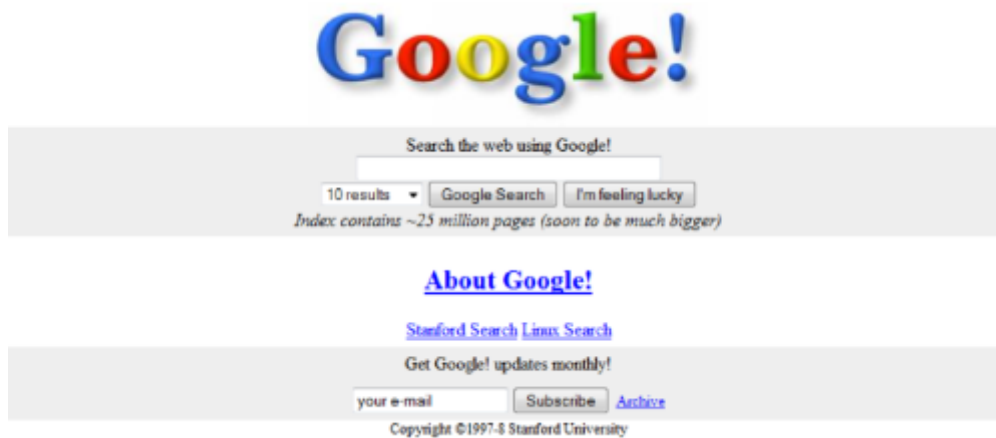 Google!
Search the web using Google!
10 results Google Search I'm feeling lucky
Index contains ~25 million pages (soon to be much bigger)
About Google!
Stanford Search Linux Search
Get Google! updates monthly!
your e-mail Subscribe Archive
Copyright ©1997-8 Stanford University